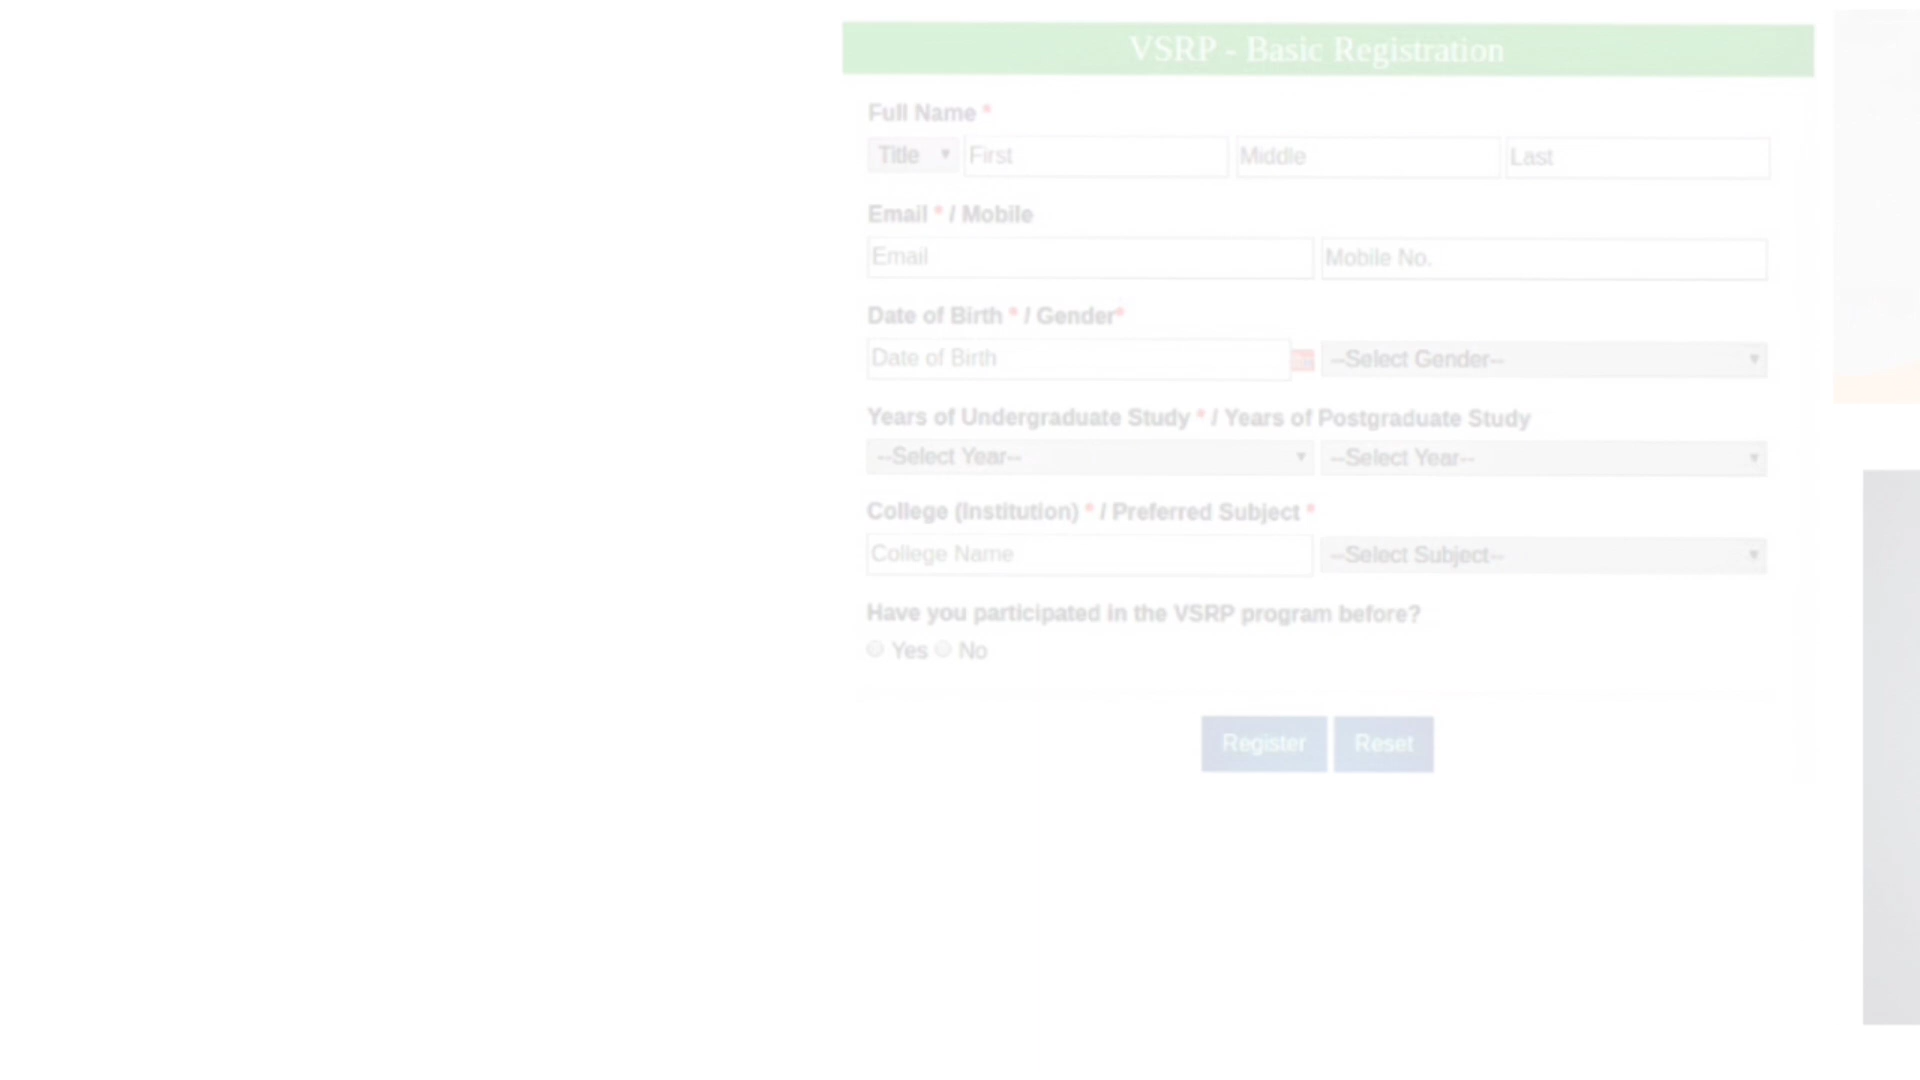 VSRP - Basic Registration
Full Name *
Title First Middle Last
Email * / Mobile
Email Mobile No.
Date of Birth * / Gender*
Date of Birth --Select Gender--
Years of Undergraduate Study * / Years of Postgraduate Study
--Select Year-- --Select Year--
College (Institution) * / Preferred Subject *
College Name --Select Subject--
Have you participated in the VSRP program before?
Yes No
Register Reset